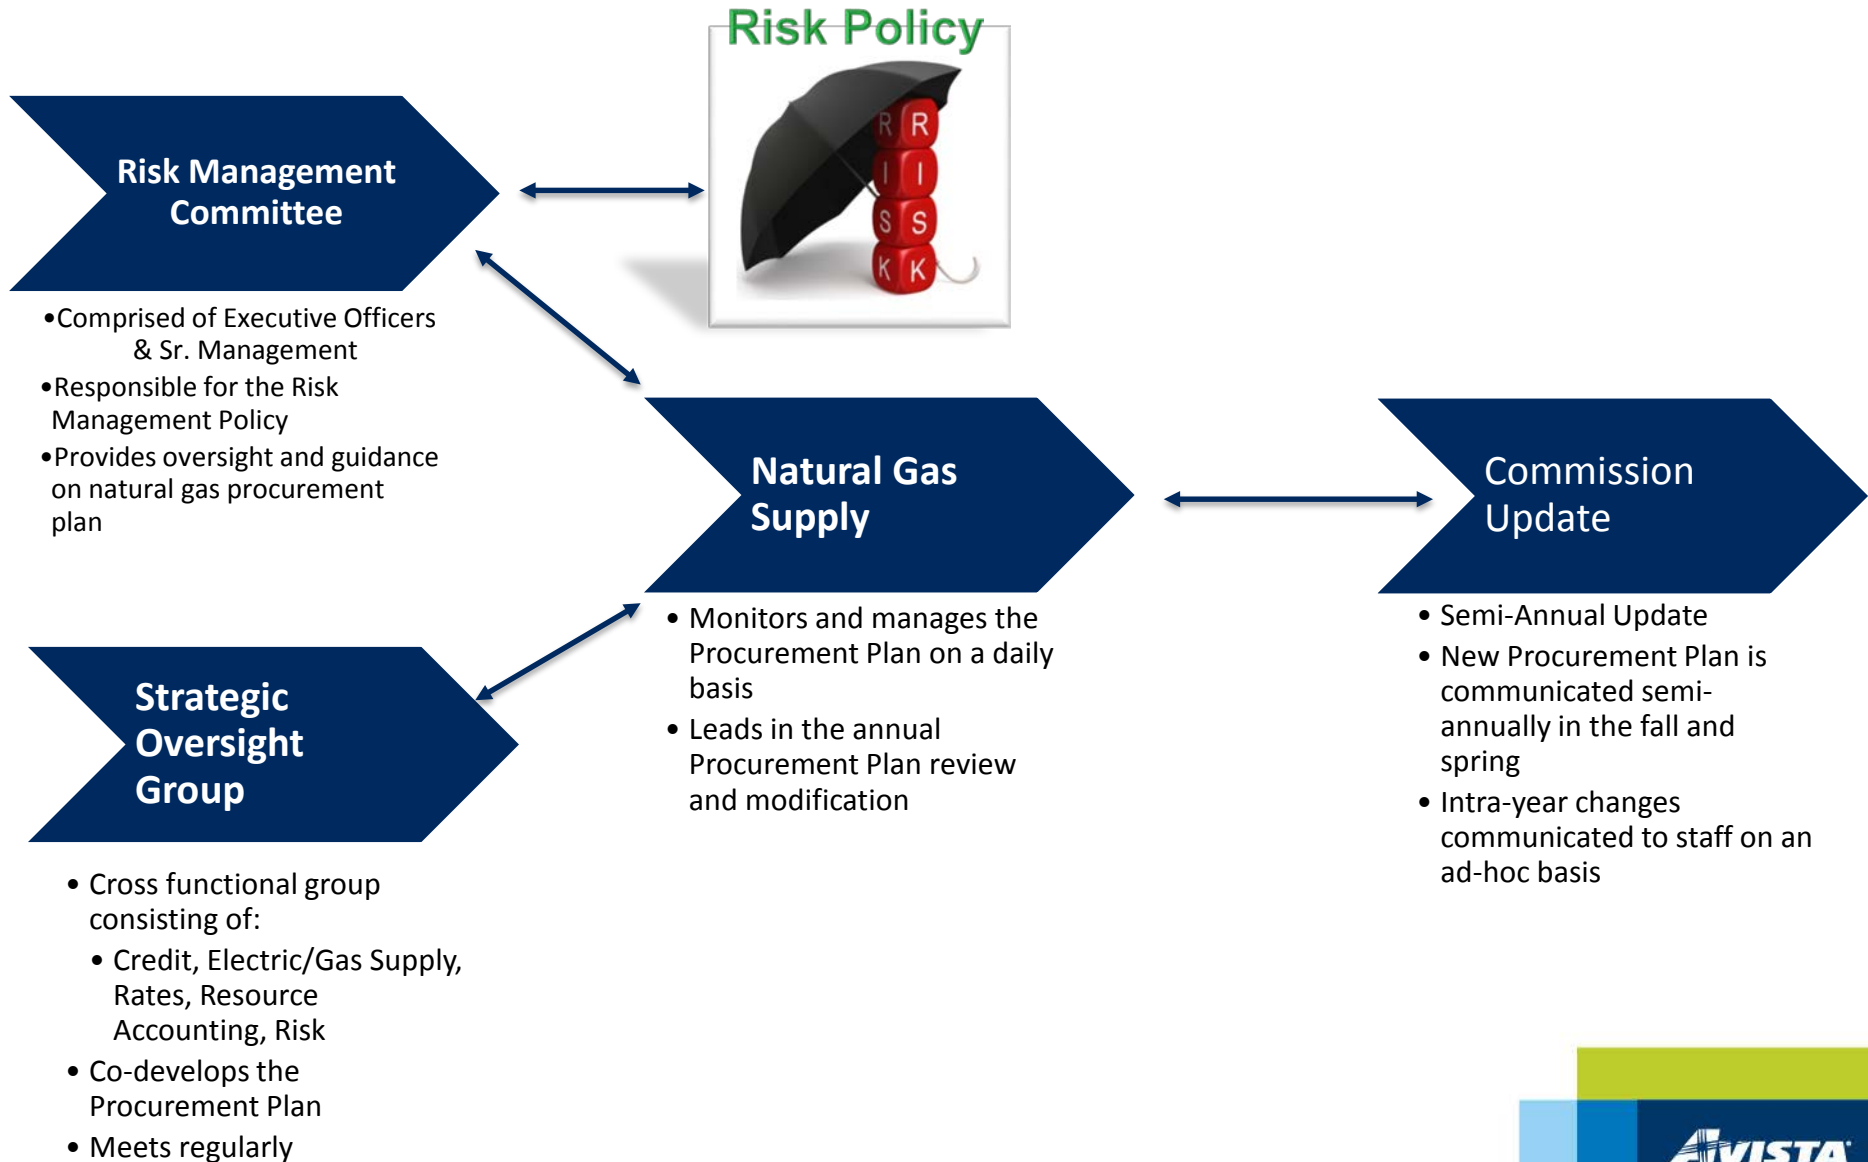 Risk Policy
R R
I I
S S
K K
Risk Management
Committee
•Comprised of Executive Officers
& Sr. Management
•Responsible for the Risk
Management Policy
•Provides oversight and guidance
on natural gas procurement
plan
Natural Gas
Supply
• Monitors and manages the
Procurement Plan on a daily
basis
• Leads in the annual
Procurement Plan review
and modification
Commission
Update
• Semi-Annual Update
• New Procurement Plan is
communicated semi-
annually in the fall and
spring
• Intra-year changes
communicated to staff on an
ad-hoc basis
Strategic
Oversight
Group
• Cross functional group
consisting of:
• Credit, Electric/Gas Supply,
Rates, Resource
Accounting, Risk
• Co-develops the
Procurement Plan
• Meets regularly
AVISTA